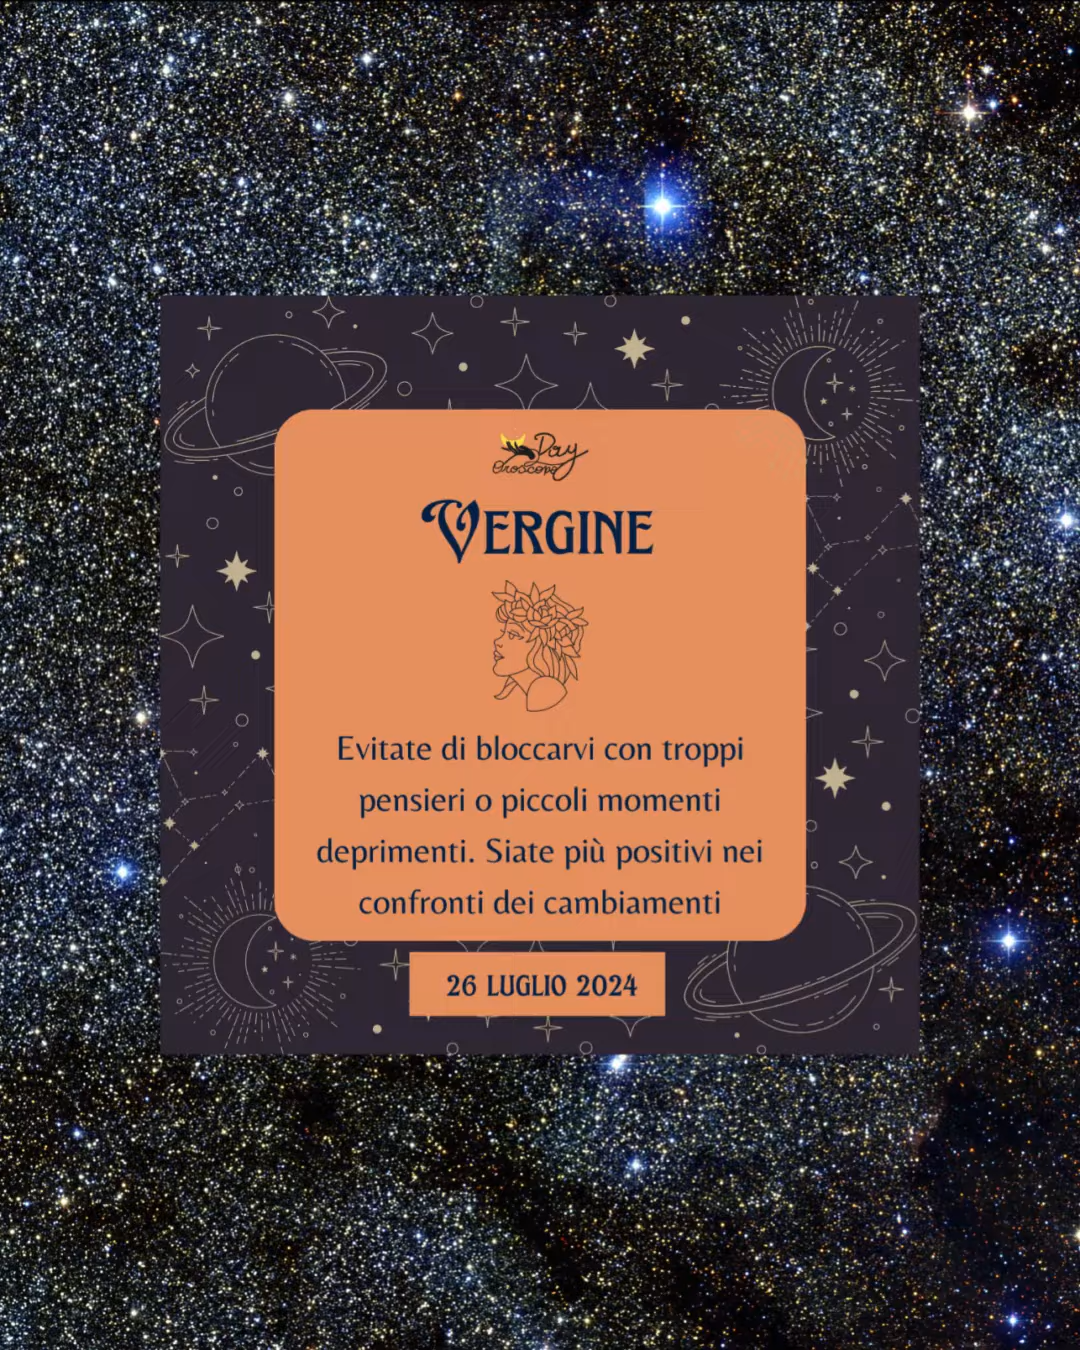 Day
Oroscopo
VERGINE
Evitate di bloccarvi con troppi
pensieri o piccoli momenti
deprimenti. Siate più positivi nei
confronti dei cambiamenti
26 LUGLIO 2024